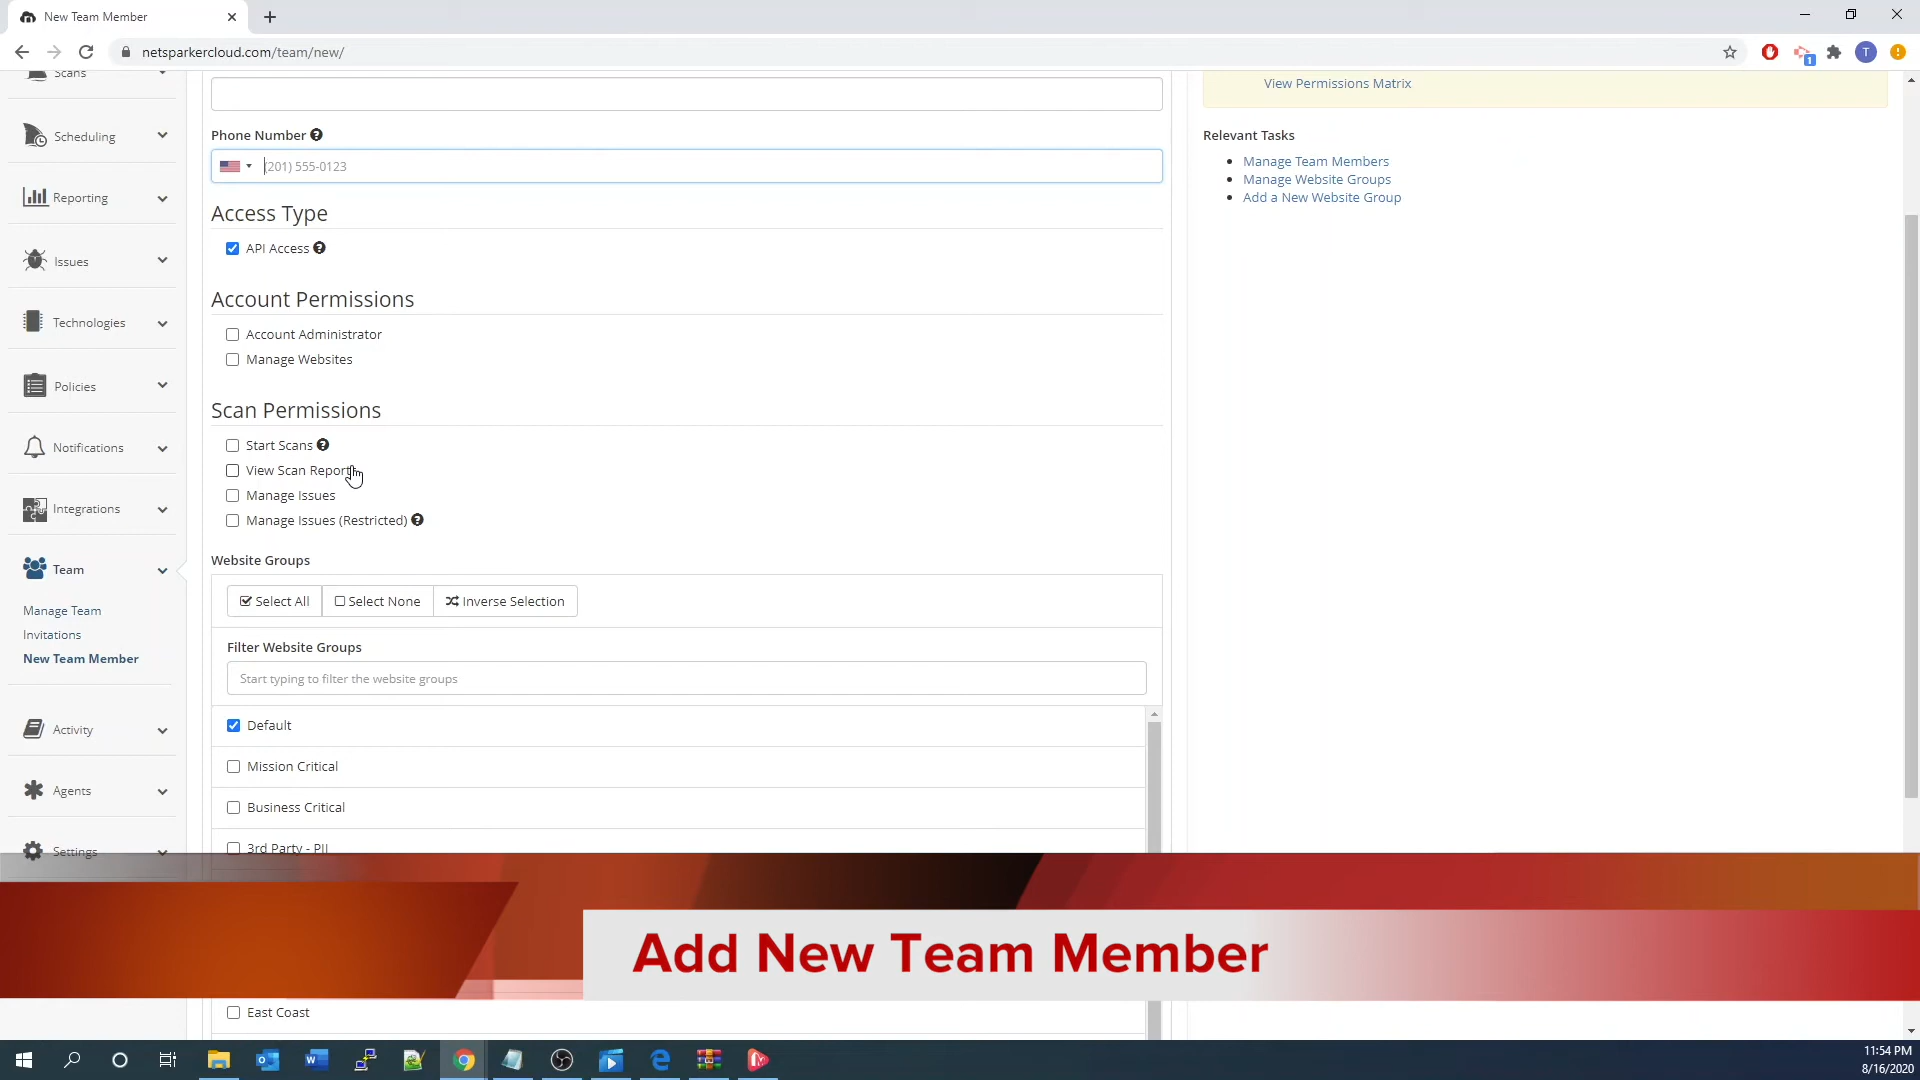 New Team Member
netsparkercloud.com/team/new/
Scans
Scheduling
Reporting
Issues
Technologies
Policies
Notifications
Integrations
Team
Manage Team
Invitations
New Team Member
Activity
Agents
Settings
Phone Number
(201) 555-0123
Access Type
API Access
Account Permissions
Account Administrator
Manage Websites
Scan Permissions
Start Scans
View Scan Report
Manage Issues
Manage Issues (Restricted)
Website Groups
Select All
Select None
Inverse Selection
Filter Website Groups
Start typing to filter the website groups
Default
Mission Critical
Business Critical
3rd Party - PII
East Coast
View Permissions Matrix
Relevant Tasks
Manage Team Members
Manage Website Groups
Add a New Website Group
Add New Team Member
T
1
11:54 PM
8/16/2020